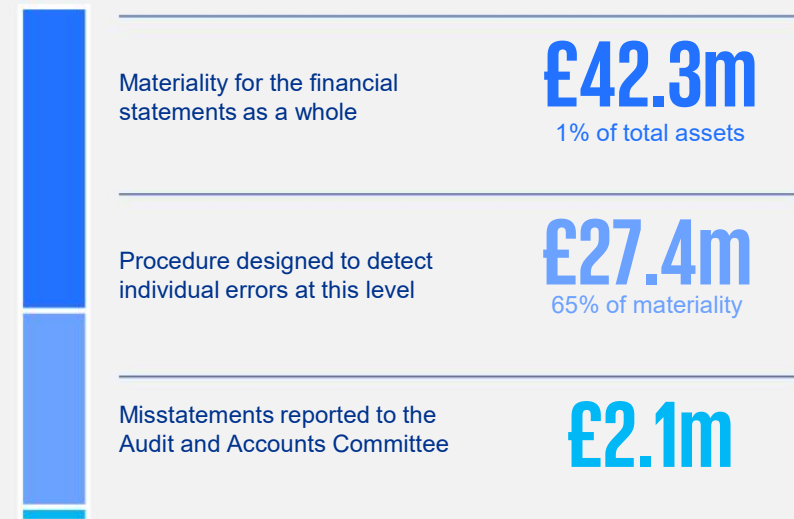 Materiality for the financial
statements as a whole
£42.3m
1% of total assets
Procedure designed to detect
individual errors at this level
£27.4m
65% of materiality
Misstatements reported to the
Audit and Accounts Committee
£2.1m